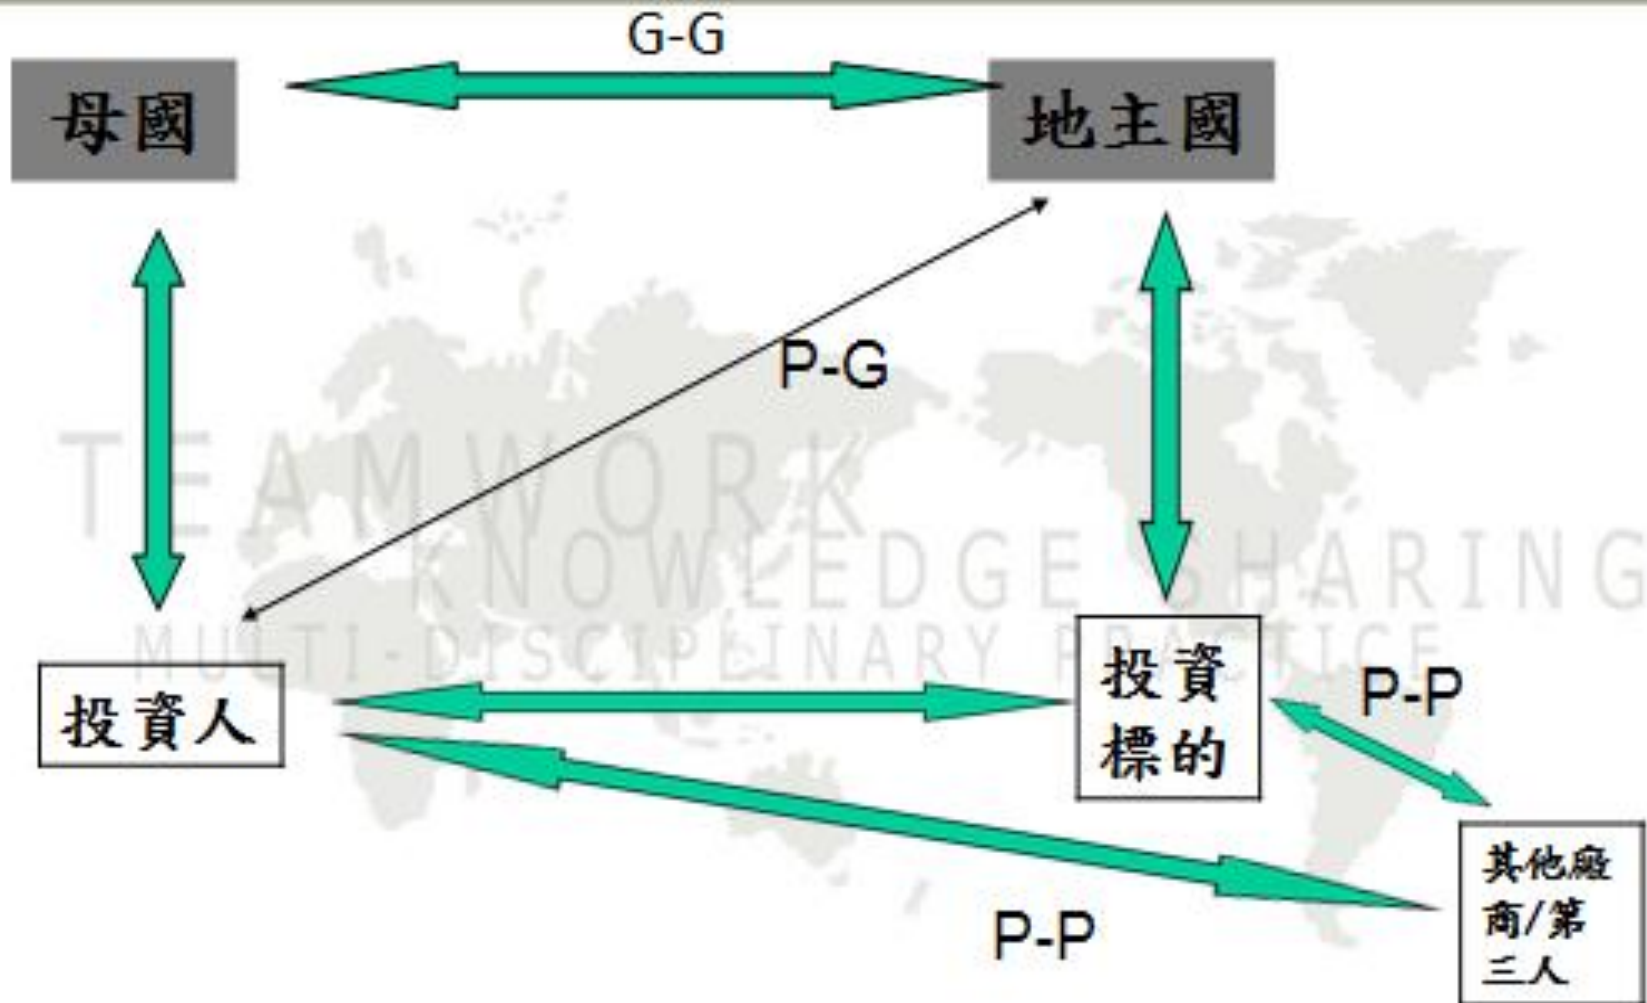 G-G
母國
地主國
P-G
TEAMWORK
KNOWLEDGE SHARING
MULTI-DISCIPLINARY PRACTICE
投資人
投資
標的
P-P
其他廠
商/第
三人
P-P